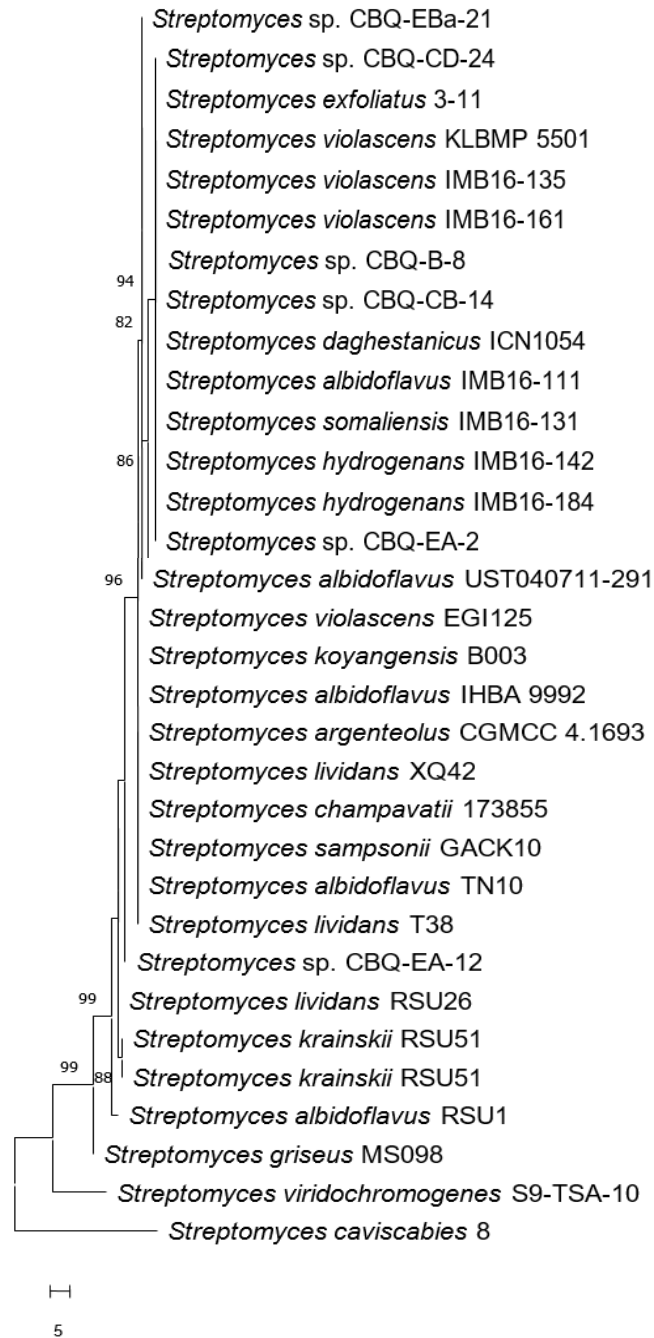 Streptomyces sp. CBQ-EBa-21
Streptomyces sp. CBQ-CD-24
Streptomyces exfoliatus 3-11
Streptomyces violascens KLBMP 5501
Streptomyces violascens IMB16-135
Streptomyces violascens IMB16-161
Streptomyces sp. CBQ-B-8
94
Streptomyces sp. CBQ-CB-14
82
Streptomyces daghestanicus ICN1054
Streptomyces albidoflavus IMB16-111
Streptomyces somaliensis IMB16-131
86
Streptomyces hydrogenans IMB16-142
Streptomyces hydrogenans IMB16-184
Streptomyces sp. CBQ-EA-2
96
Streptomyces albidoflavus UST040711-291
Streptomyces violascens EGI125
Streptomyces koyangensis B003
Streptomyces albidoflavus IHBA 9992
Streptomyces argenteolus CGMCC 4.1693
Streptomyces lividans XQ42
Streptomyces champavatii 173855
Streptomyces sampsonii GACK10
Streptomyces albidoflavus TN10
Streptomyces lividans T38
Streptomyces sp. CBQ-EA-12
99
Streptomyces lividans RSU26
Streptomyces krainskii RSU51
99
88
Streptomyces krainskii RSU51
Streptomyces albidoflavus RSU1
Streptomyces griseus MS098
Streptomyces viridochromogenes S9-TSA-10
Streptomyces caviscabies 8
5